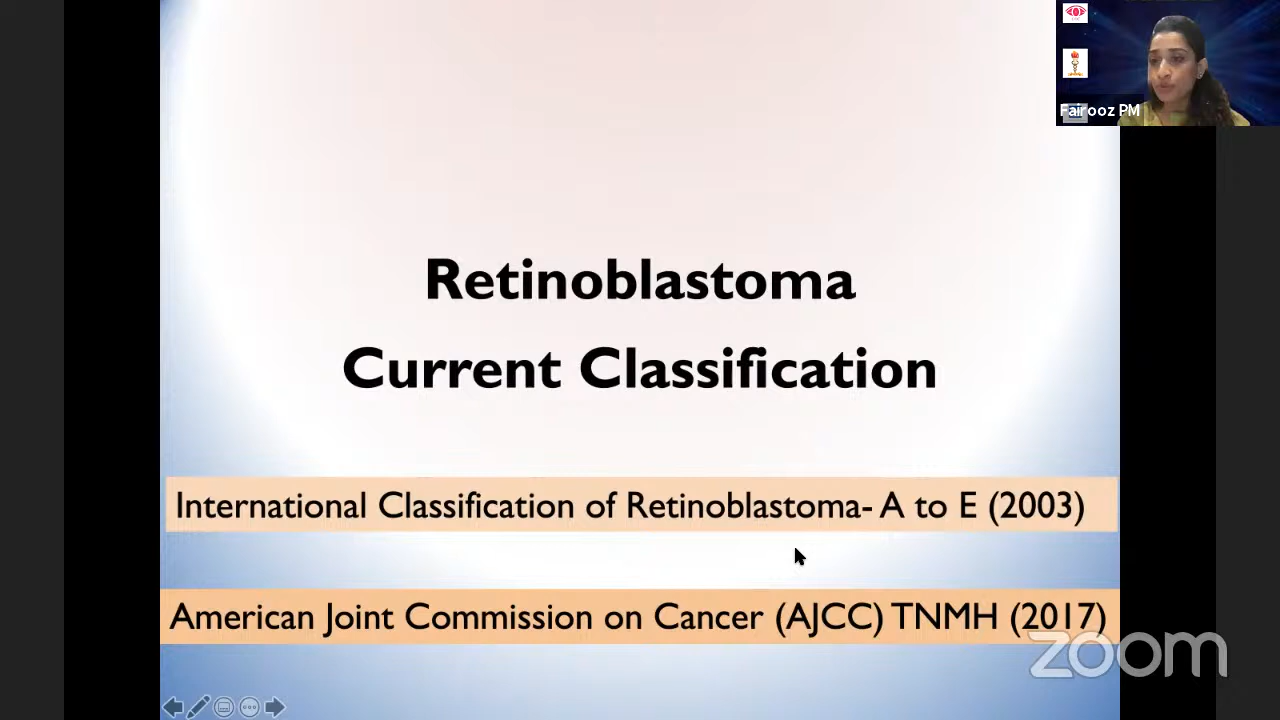 Fairooz PM
Retinoblastoma
Current Classification
International Classification of Retinoblastoma- A to E (2003)
American Joint Commission on Cancer (AJCC) TNMH (2017)
zoom